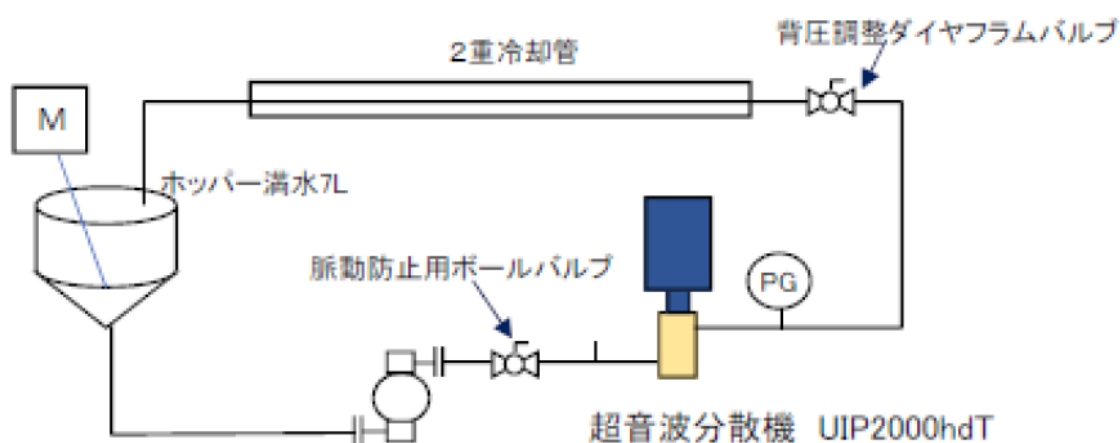 背圧調整ダイヤフラムバルブ
2重冷却管
M
ホッパー満水7L
脈動防止用ボールバルブ
PG
超音波分散機 UIP2000hdT